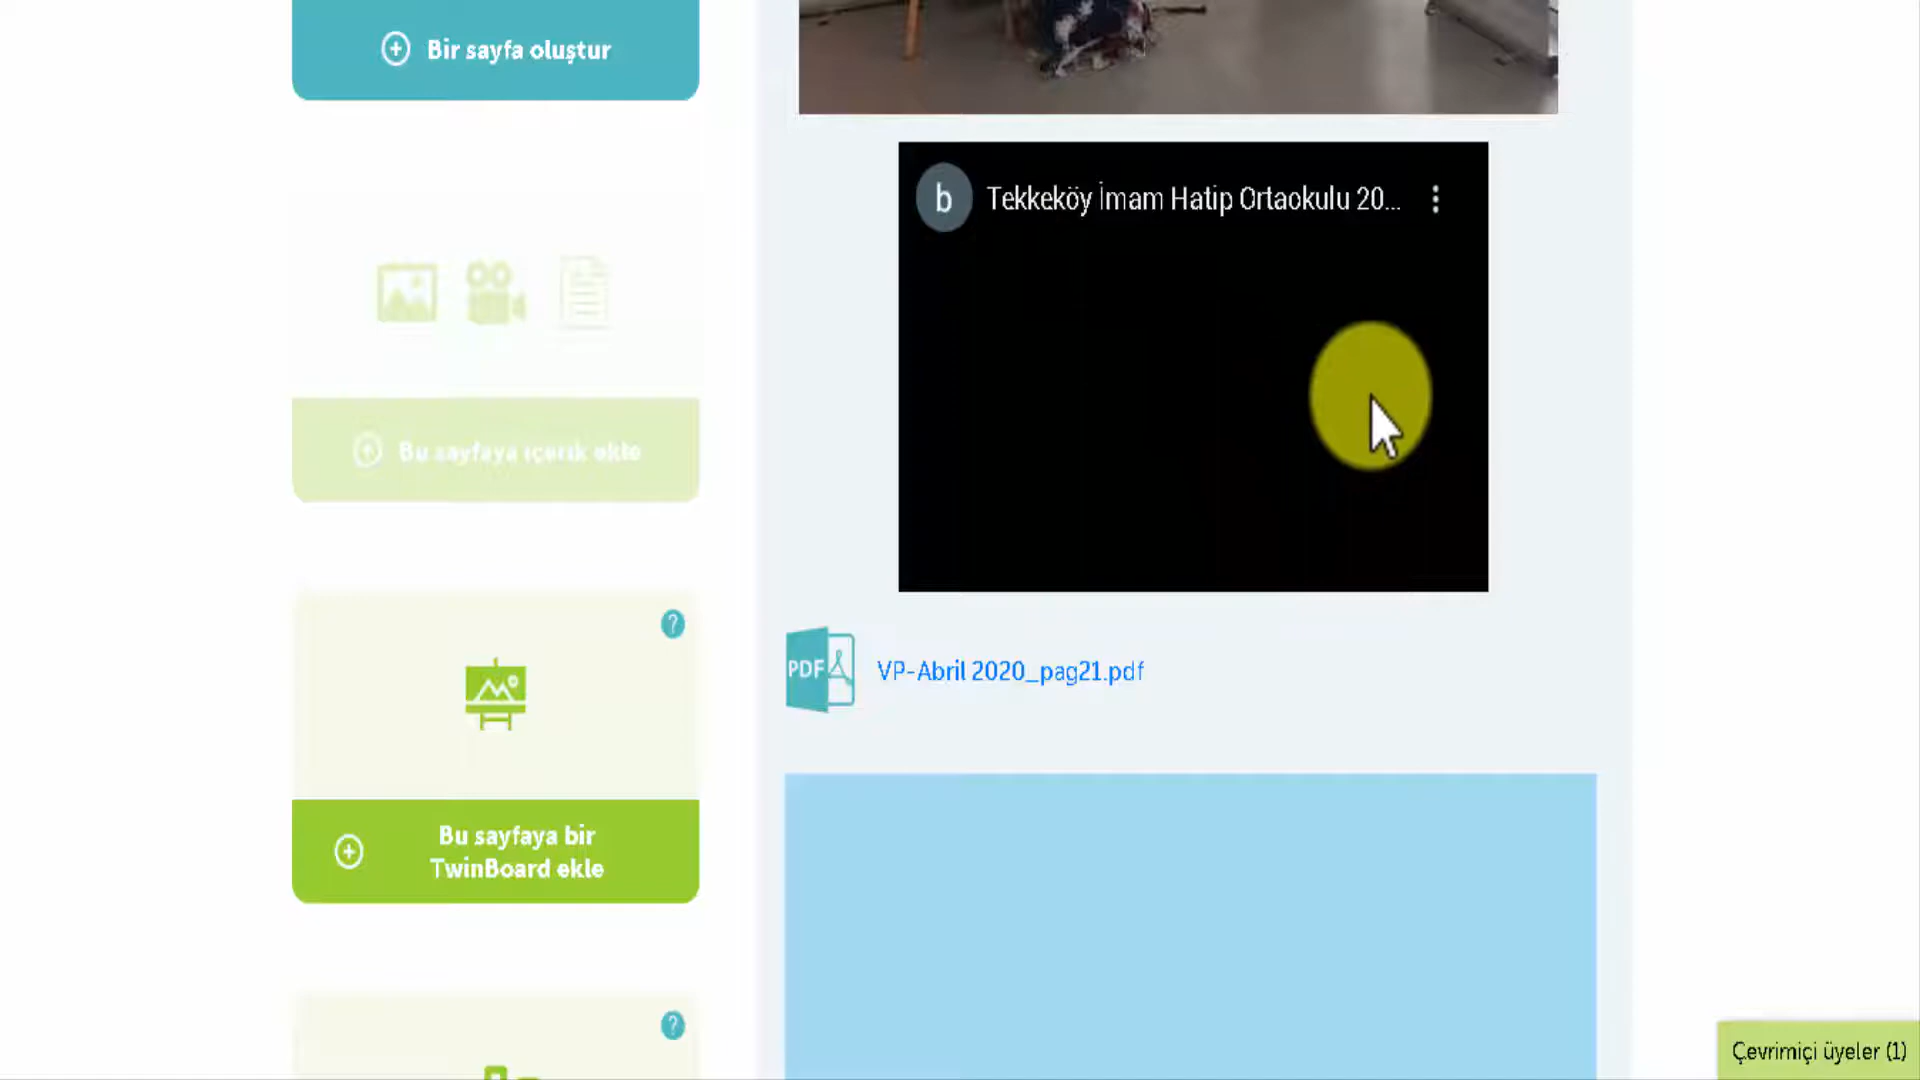 Bir sayfa oluştur
Bu sayfaya içerik ekle
?
Bu sayfaya bir
TwinBoard ekle
?
b Tekkeköy İmam Hatip Ortaokulu 20...
PDF VP-Abril 2020_pag21.pdf
Çevrimiçi üyeler (1)